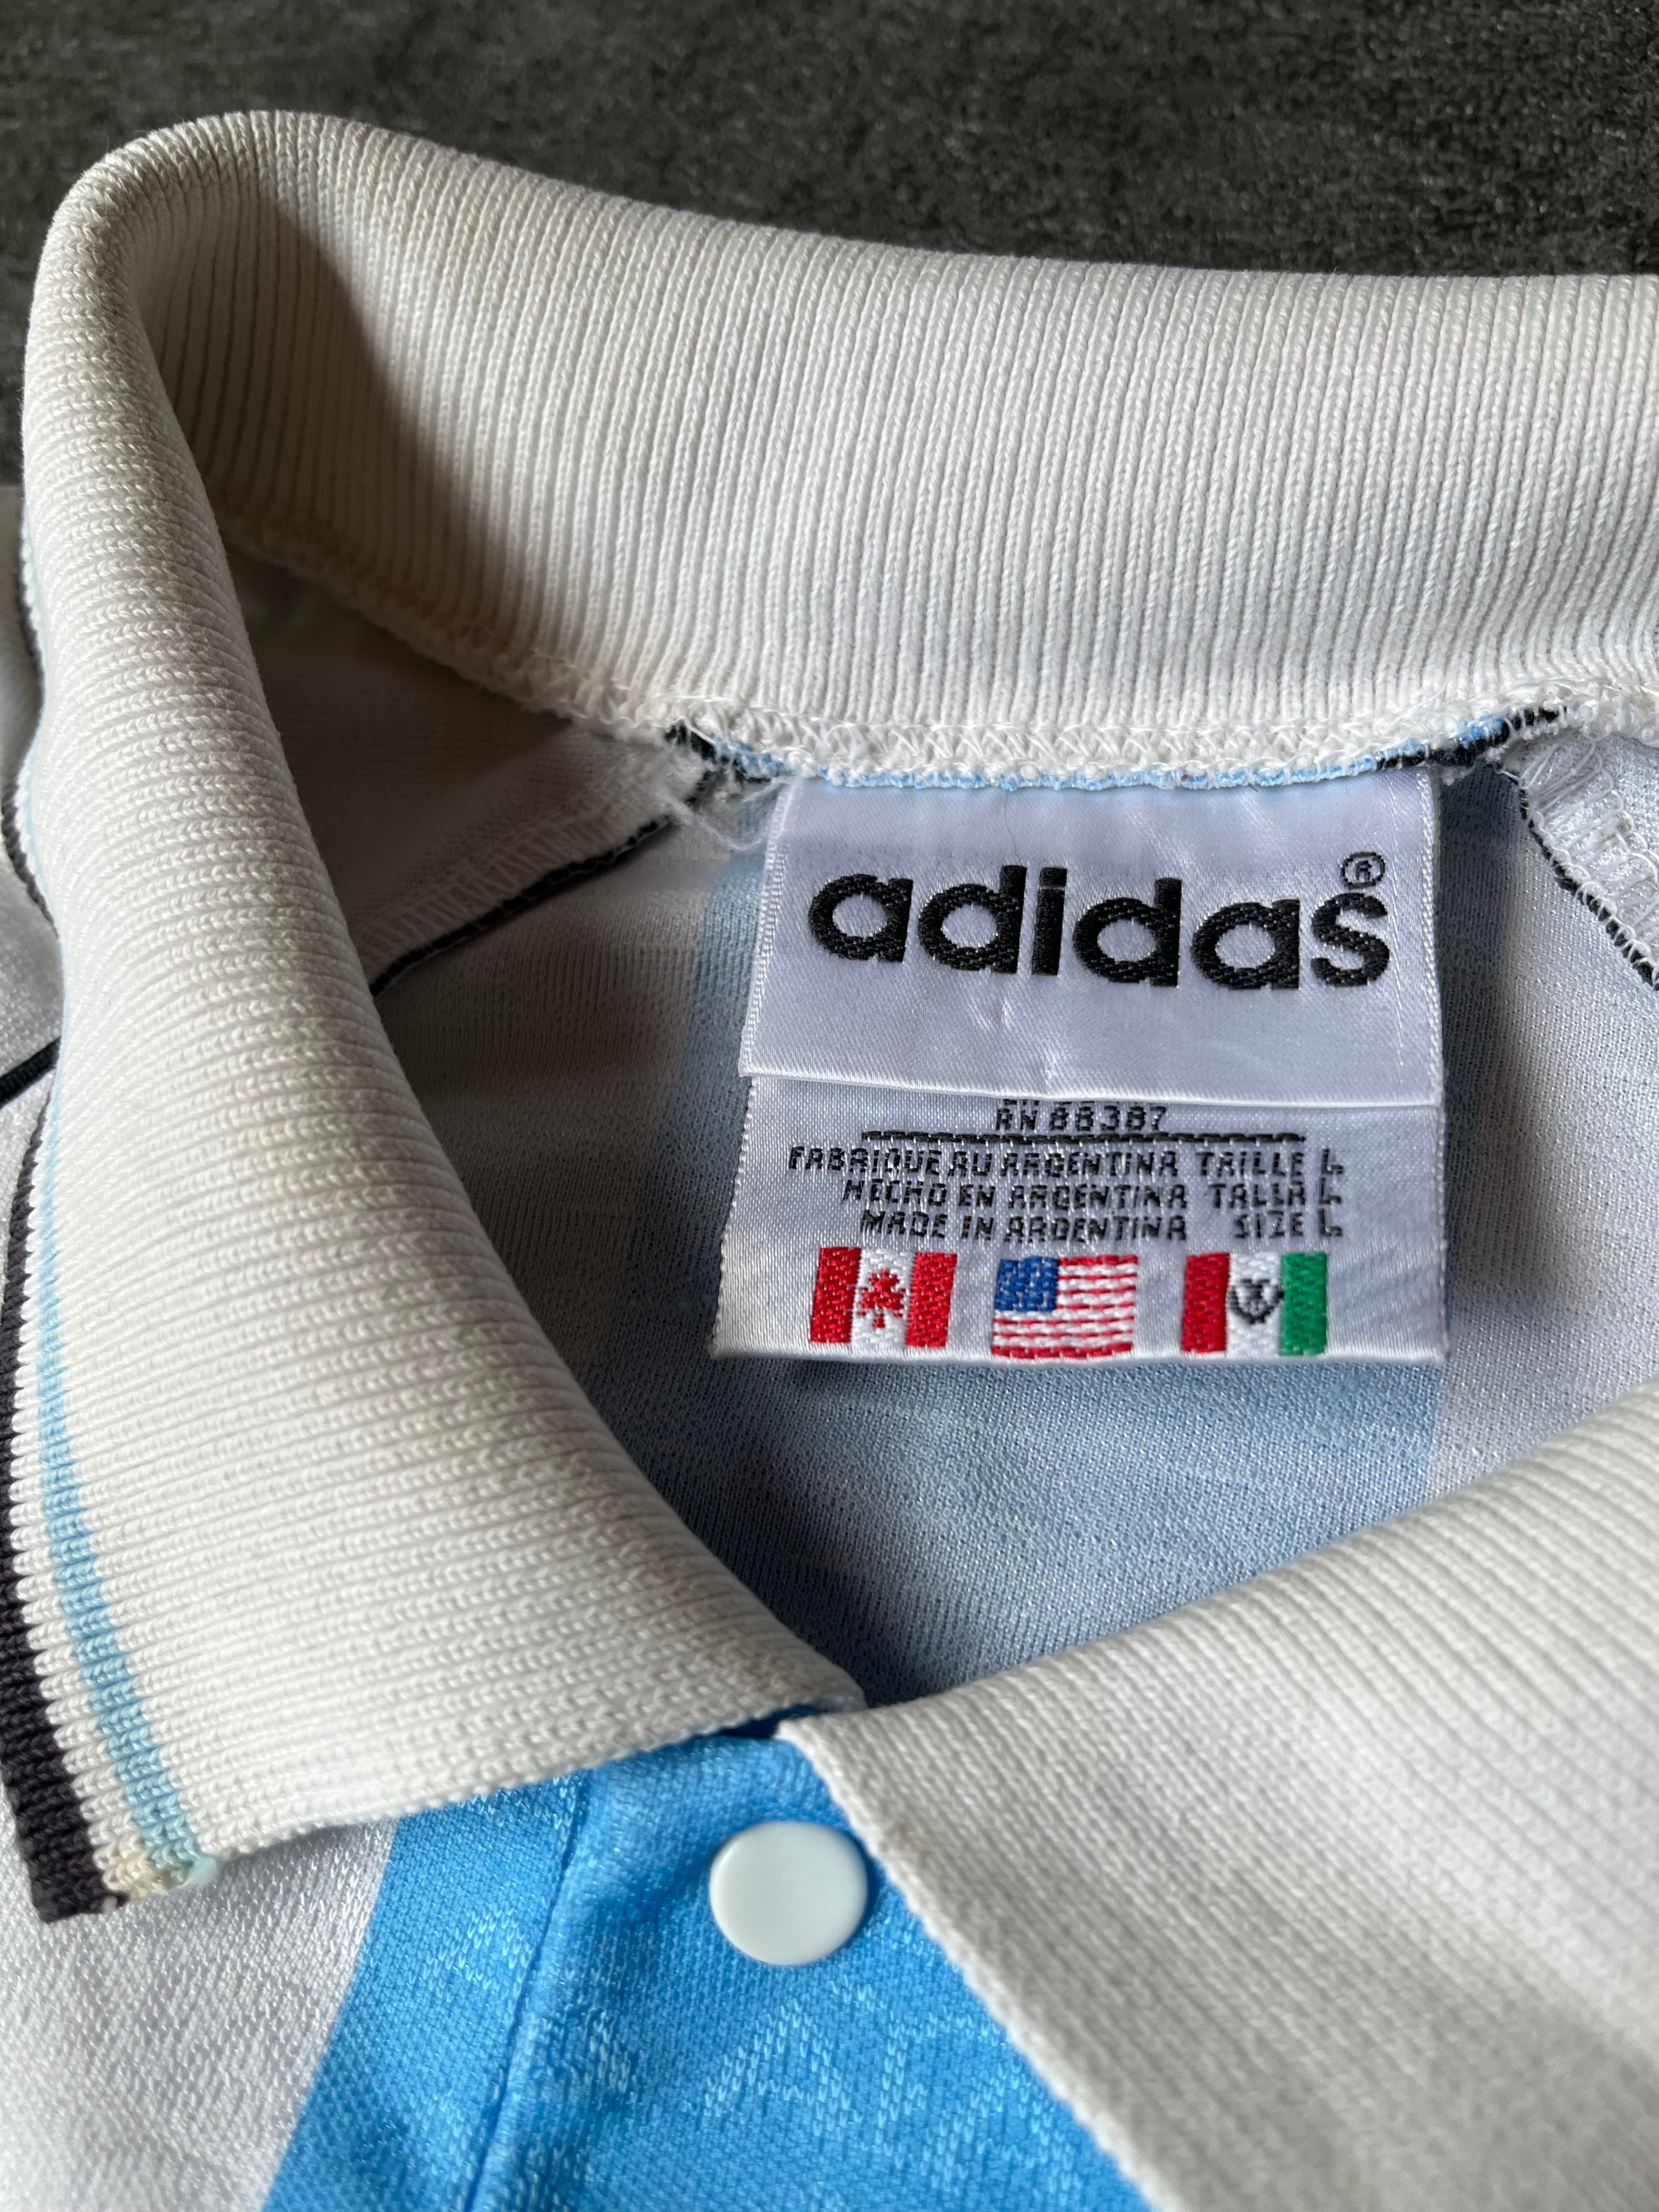 adidas®
RN 88387
FABRIQUE AU ARGENTINA TAILLE L
HECHO EN ARGENTINA TALLA L
MADE IN ARGENTINA SIZE L